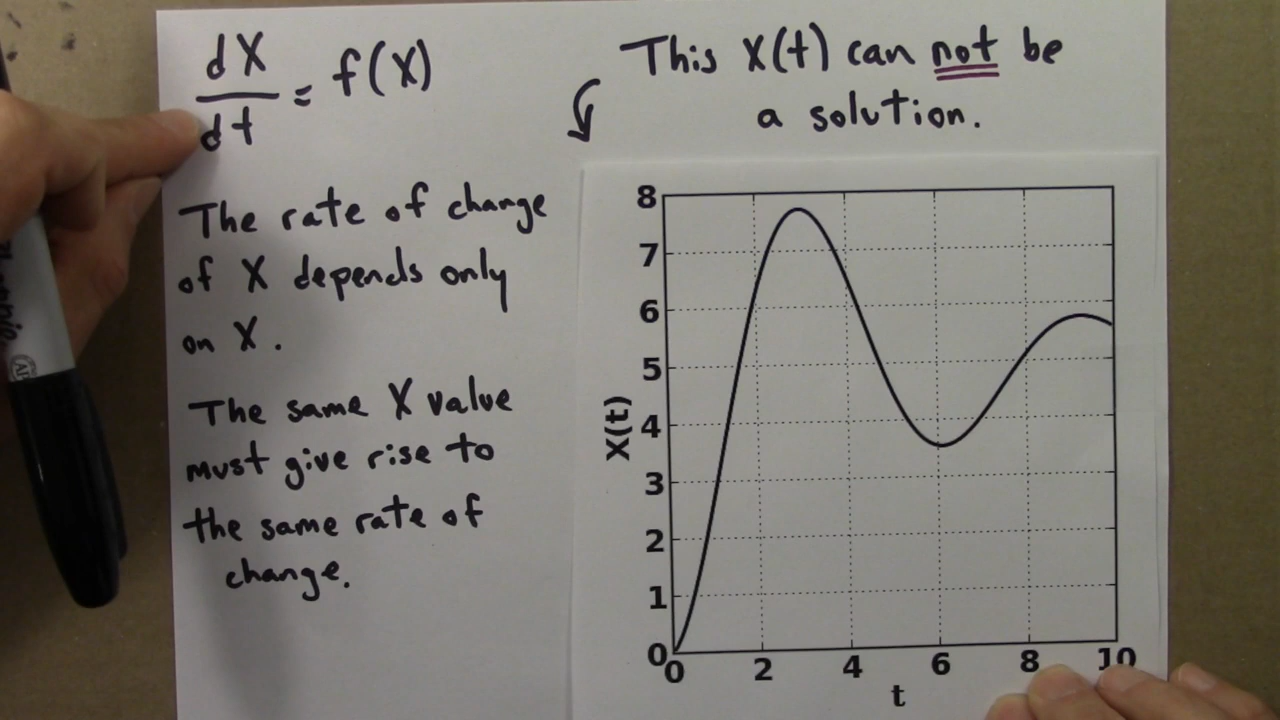 dX/dt = f(X)
The rate of change
of X depends only
on X.
The same X value
must give rise to
the same rate of
change.
This X(t) can not be
a solution.
8
7
6
5
4
3
2
1
0
X(t)
0 2 4 6 8 10
t